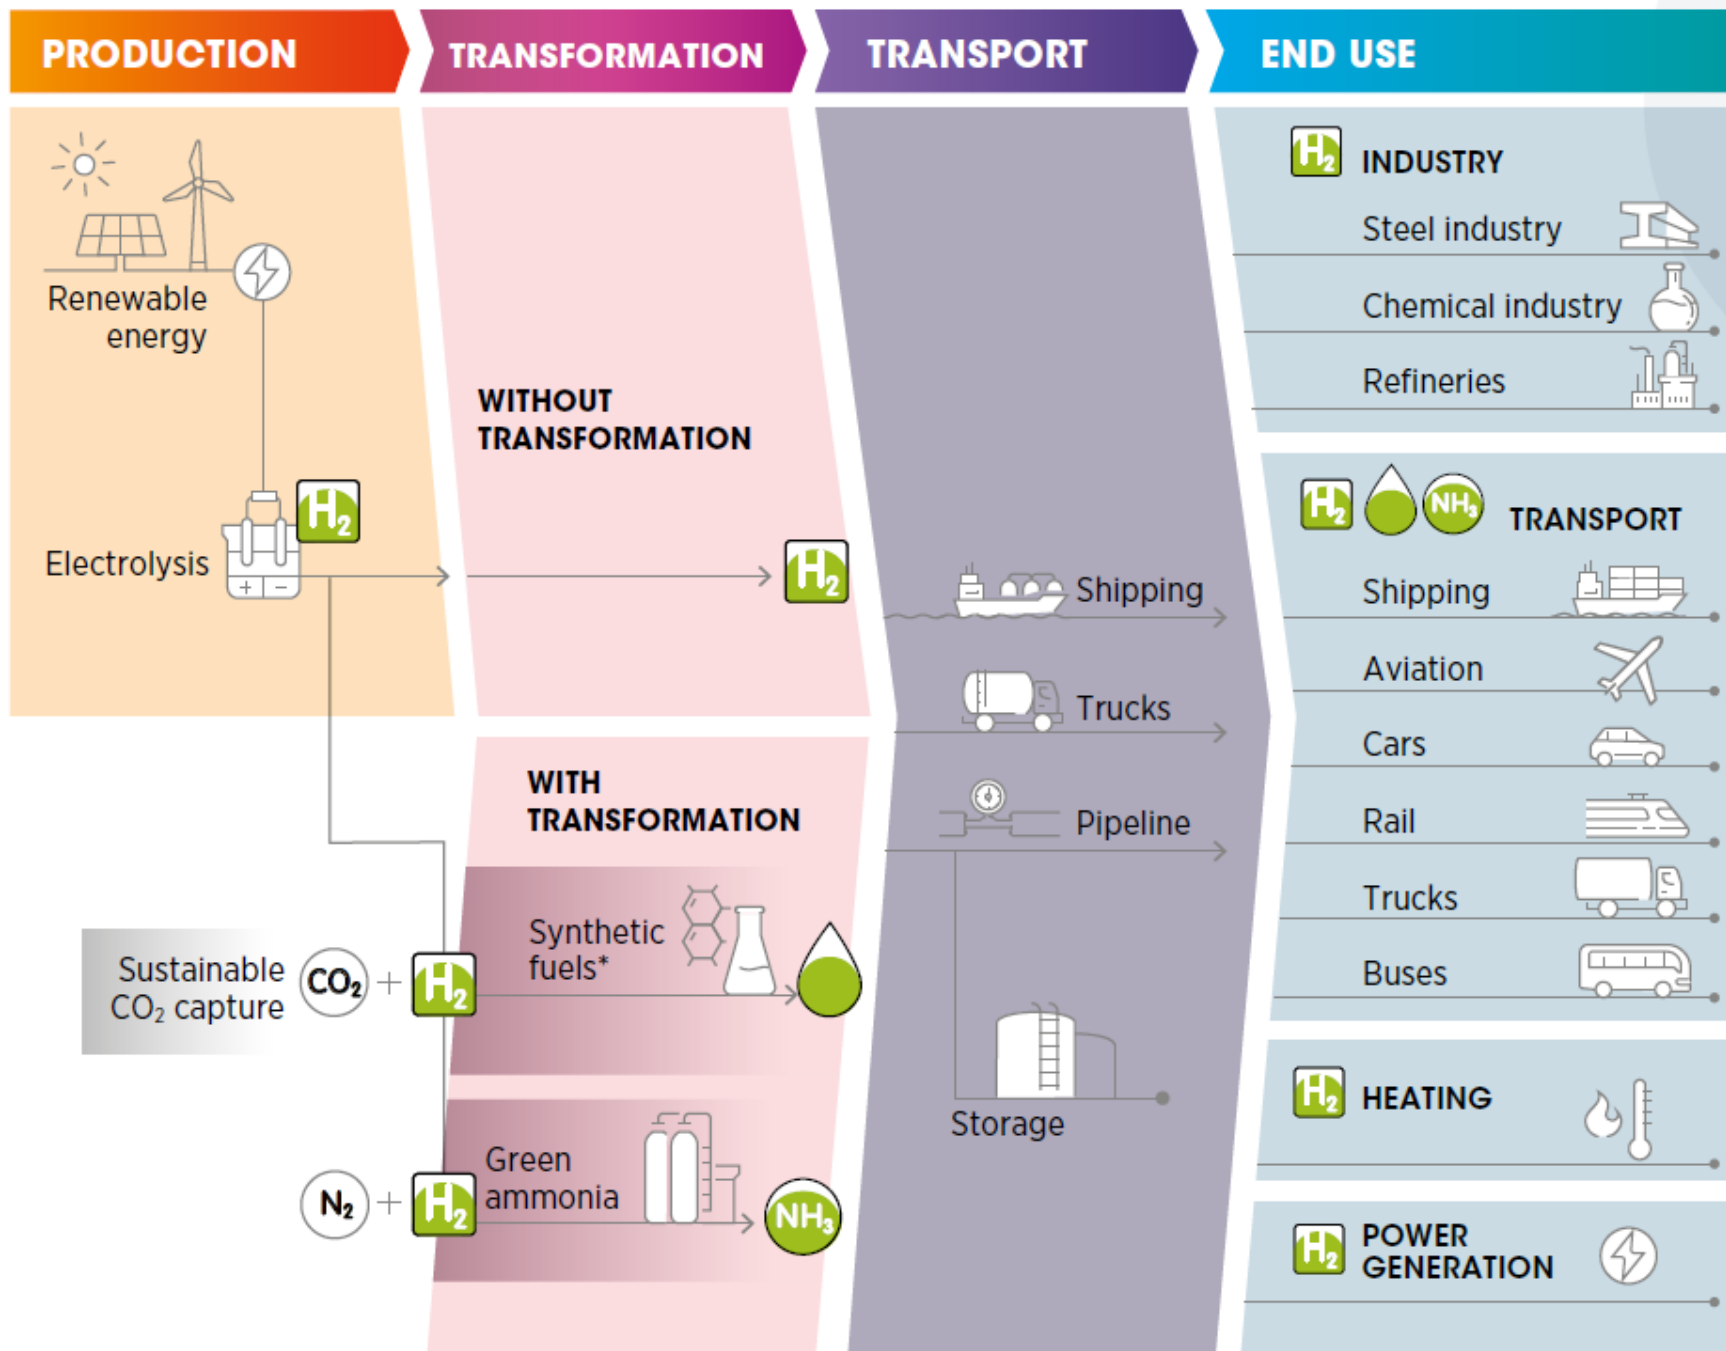 PRODUCTION
TRANSFORMATION
TRANSPORT
END USE
Renewable
energy
H₂
Electrolysis
+ −
WITHOUT
TRANSFORMATION
H₂
WITH
TRANSFORMATION
Sustainable
CO₂ capture
CO₂ + H₂
Synthetic
fuels*
N₂ + H₂
Green
ammonia
NH₃
Shipping
Trucks
Pipeline
Storage
H₂ INDUSTRY
Steel industry
Chemical industry
Refineries
H₂ NH₃ TRANSPORT
Shipping
Aviation
Cars
Rail
Trucks
Buses
H₂ HEATING
H₂ POWER
GENERATION